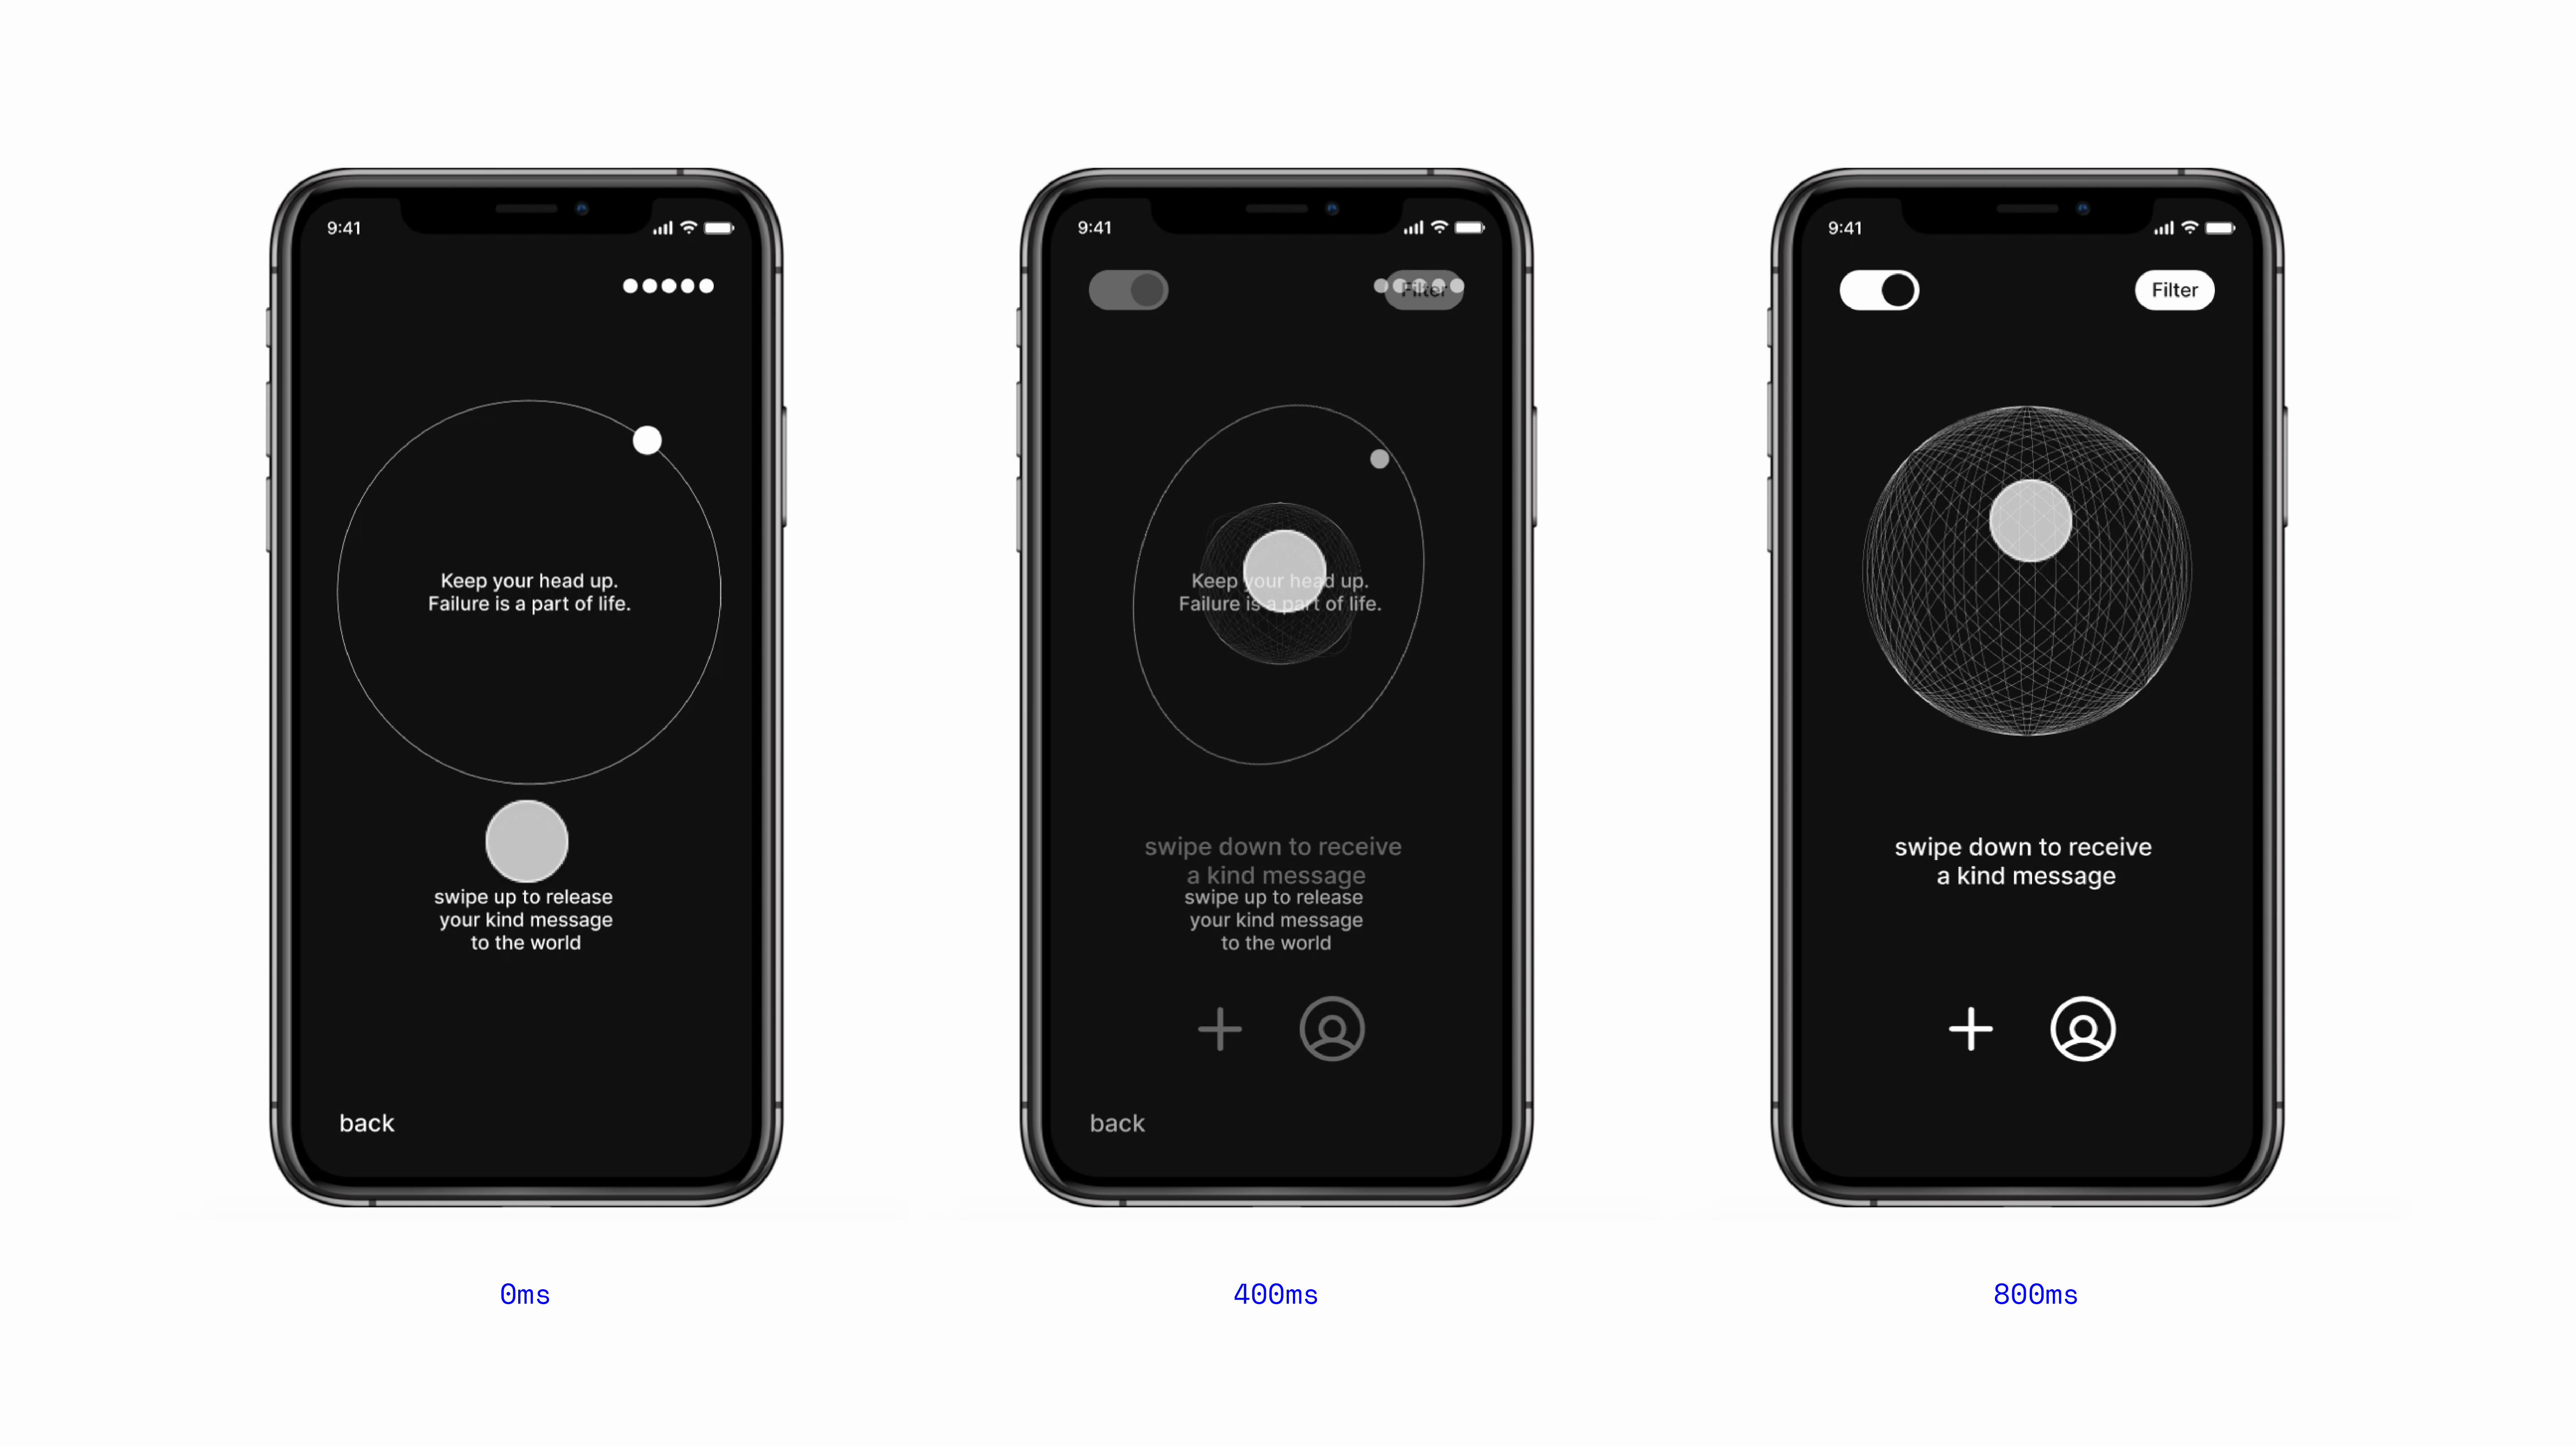 9:41
Keep your head up.
Failure is a part of life.
swipe up to release
your kind message
to the world
back
0ms
9:41
Filter
Keep your head up.
Failure is a part of life.
swipe down to receive
a kind message
swipe up to release
your kind message
to the world
back
400ms
9:41
Filter
swipe down to receive
a kind message
800ms